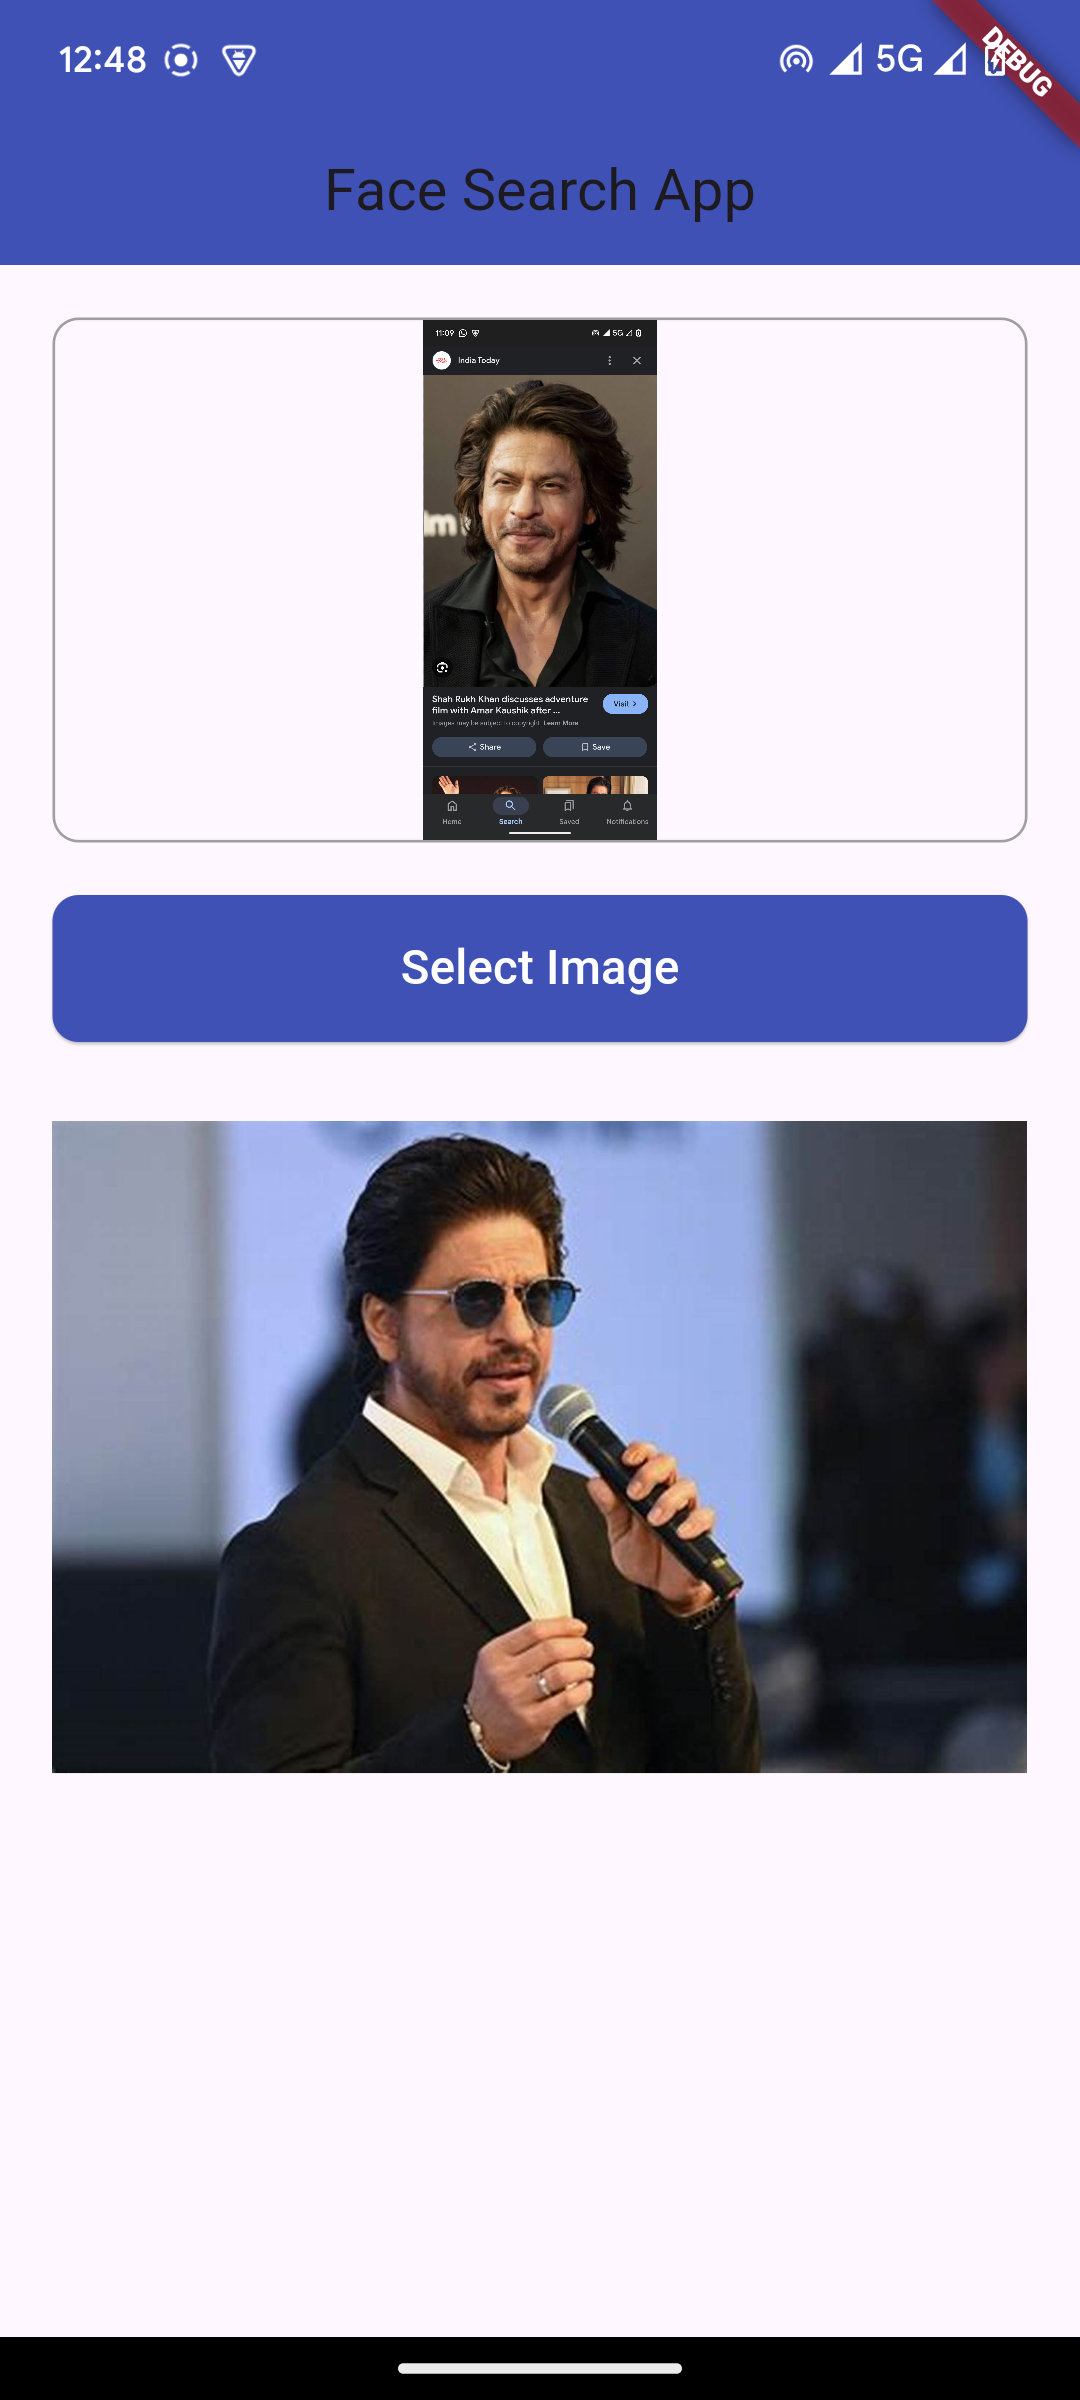 12:48 5G
DEBUG
Face Search App
11:09 5G
India Today
Shah Rukh Khan discusses adventure
film with Amar Kaushik after ...
Visit
Images may be subject to copyright. Learn More
Share Save
Home Search Saved Notifications
Select Image